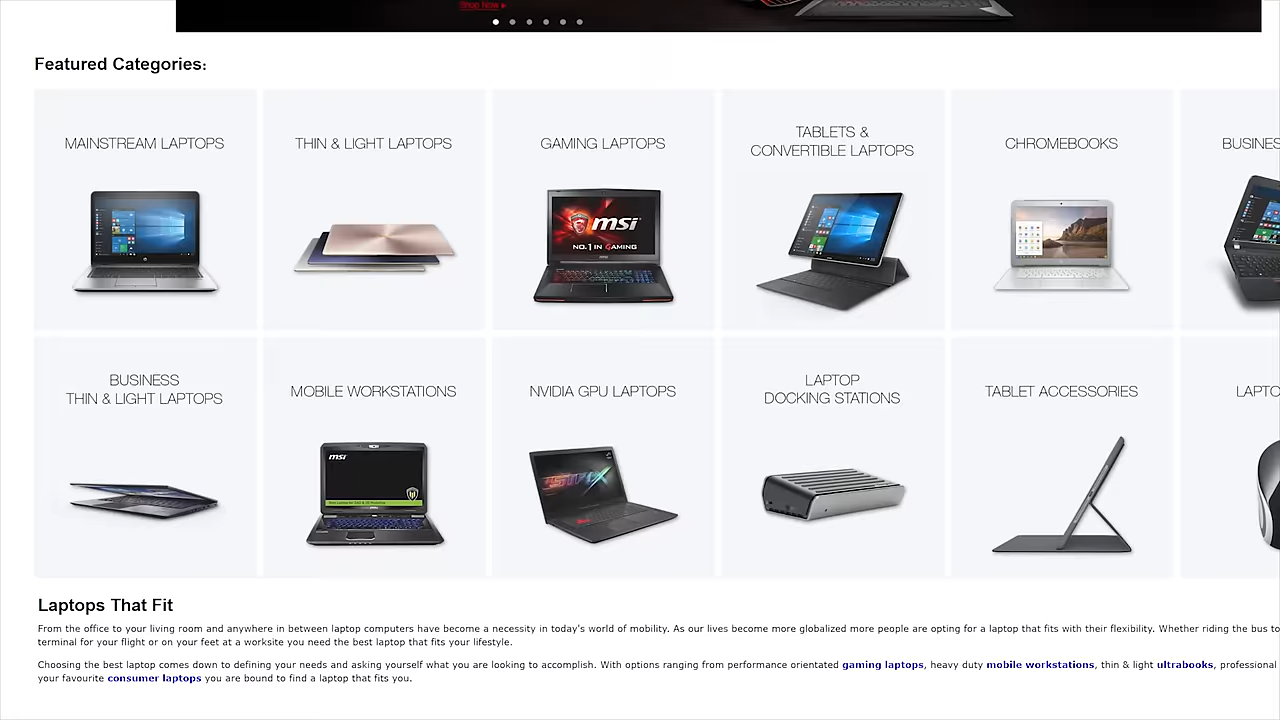 Shop Now
Featured Categories:
MAINSTREAM LAPTOPS
THIN & LIGHT LAPTOPS
GAMING LAPTOPS
TABLETS &
CONVERTIBLE LAPTOPS
CHROMEBOOKS
BUSINES
msi
NO.1 IN GAMING
BUSINESS
THIN & LIGHT LAPTOPS
MOBILE WORKSTATIONS
NVIDIA GPU LAPTOPS
LAPTOP
DOCKING STATIONS
TABLET ACCESSORIES
LAPTO
msi
STRIX
Laptops That Fit
From the office to your living room and anywhere in between laptop computers have become a necessity in today's world of mobility. As our lives become more globalized more people are opting for a laptop that fits with their flexibility. Whether riding the bus to
terminal for your flight or on your feet at a worksite you need the best laptop that fits your lifestyle.
Choosing the best laptop comes down to defining your needs and asking yourself what you are looking to accomplish. With options ranging from performance orientated gaming laptops, heavy duty mobile workstations, thin & light ultrabooks, professional
your favourite consumer laptops you are bound to find a laptop that fits you.